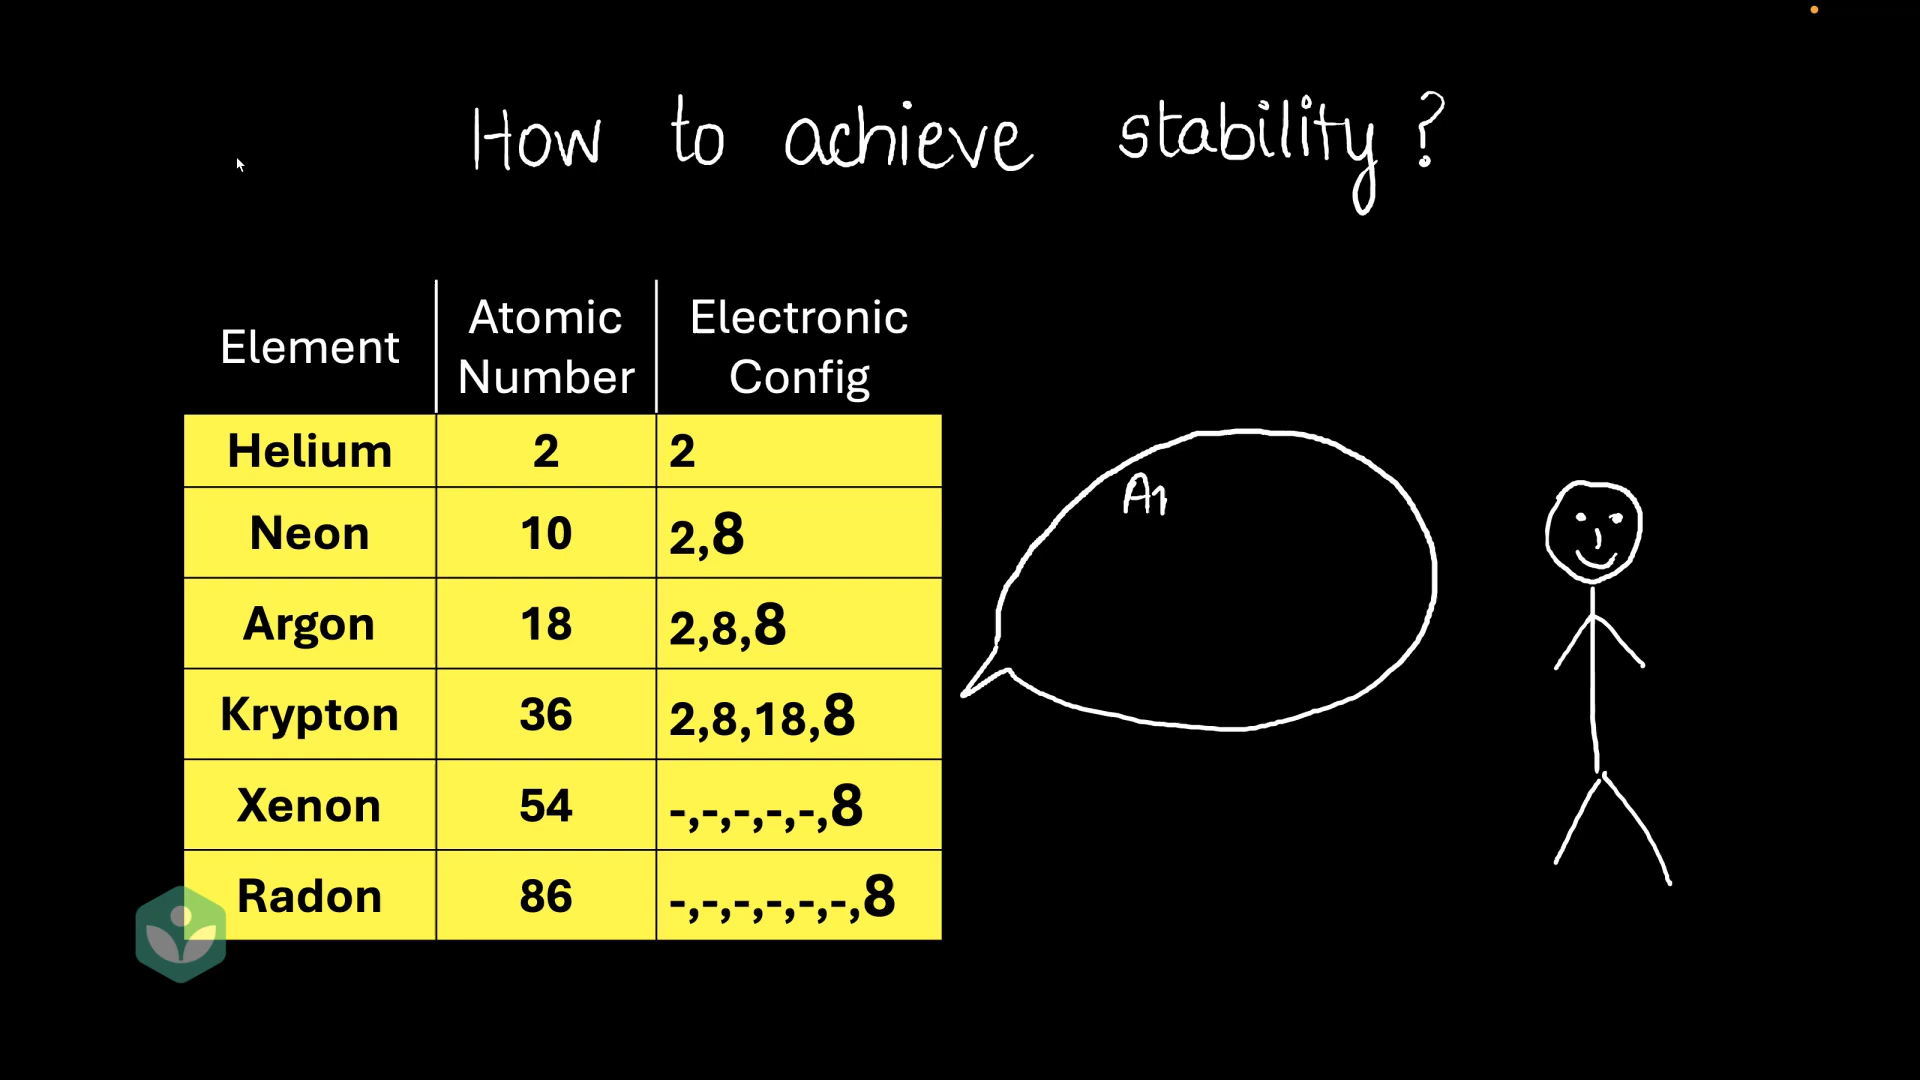 How to achieve stability?
Element Atomic Number Electronic Config
Helium 2 2
Neon 10 2,8
Argon 18 2,8,8
Krypton 36 2,8,18,8
Xenon 54 -,-,-,-,-,8
Radon 86 -,-,-,-,-,-,8